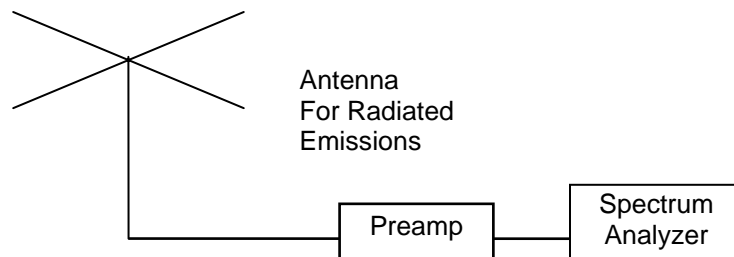 Antenna
For Radiated
Emissions
Preamp
Spectrum
Analyzer